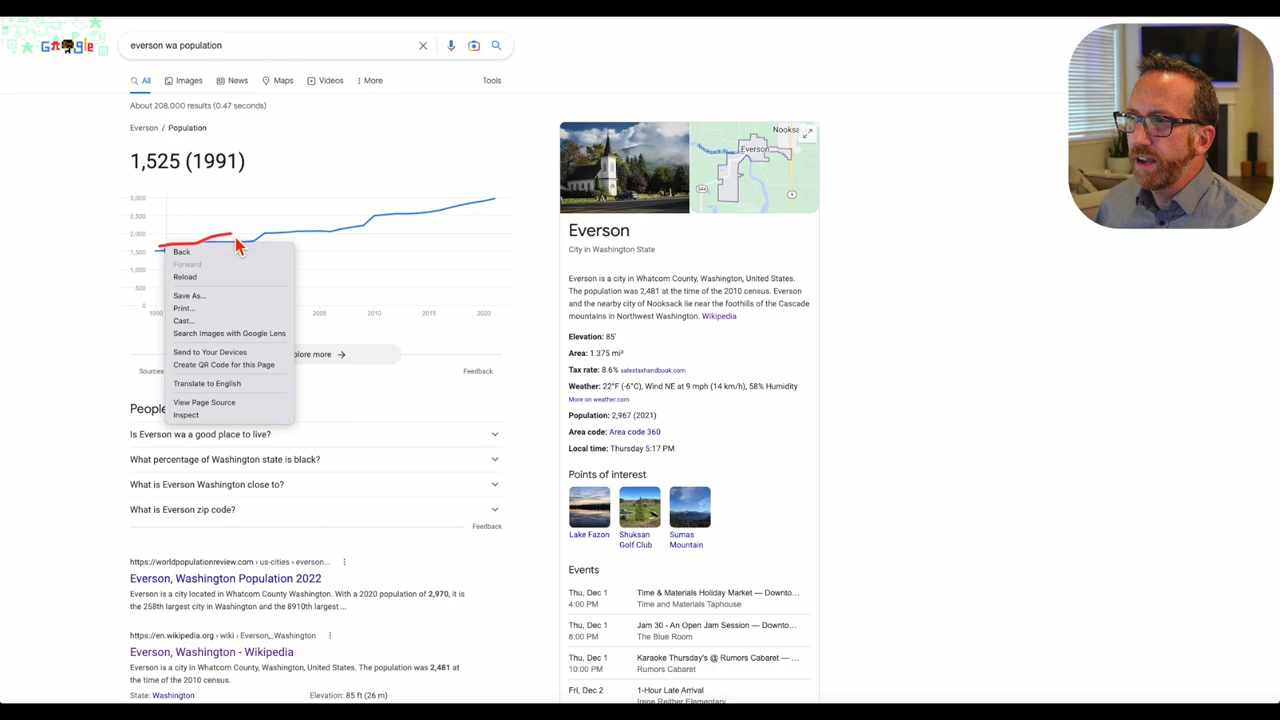 Google
everson wa population
All
Images
News
Maps
Videos
More
Tools
About 208,000 results (0.47 seconds)
Everson / Population
1,525 (1991)
3,000
2,500
2,000
1,500
1,000
500
0
1990
2005
2010
2015
2020
Back
Forward
Reload
Save As...
Print...
Cast...
Search Images with Google Lens
Send to Your Devices
Create QR Code for this Page
Translate to English
View Page Source
Inspect
plore more
Sources
Feedback
People
Is Everson wa a good place to live?
What percentage of Washington state is black?
What is Everson Washington close to?
What is Everson zip code?
Feedback
https://worldpopulationreview.com › us-cities › everson...
Everson, Washington Population 2022
Everson is a city located in Whatcom County Washington. With a 2020 population of 2,970, it is
the 258th largest city in Washington and the 8910th largest ...
https://en.wikipedia.org › wiki › Everson,_Washington
Everson, Washington - Wikipedia
Everson is a city in Whatcom County, Washington, United States. The population was 2,481 at
the time of the 2010 census.
State: Washington
Elevation: 85 ft (26 m)
Nooksa
Everson
Nooksack River
544
9
Everson
City in Washington State
Everson is a city in Whatcom County, Washington, United States.
The population was 2,481 at the time of the 2010 census. Everson
and the nearby city of Nooksack lie near the foothills of the Cascade
mountains in Northwest Washington. Wikipedia
Elevation: 85′
Area: 1.375 mi²
Tax rate: 8.6% salestaxhandbook.com
Weather: 22°F (-6°C), Wind NE at 9 mph (14 km/h), 58% Humidity
More on weather.com
Population: 2,967 (2021)
Area code: Area code 360
Local time: Thursday 5:17 PM
Points of interest
Lake Fazon
Shuksan
Golf Club
Sumas
Mountain
Events
Thu, Dec 1
4:00 PM
Time & Materials Holiday Market — Downto...
Time and Materials Taphouse
Thu, Dec 1
8:00 PM
Jam 30 - An Open Jam Session — Downto...
The Blue Room
Thu, Dec 1
10:00 PM
Karaoke Thursday's @ Rumors Cabaret — ...
Rumors Cabaret
Fri, Dec 2
1-Hour Late Arrival
Irene Reither Elementary